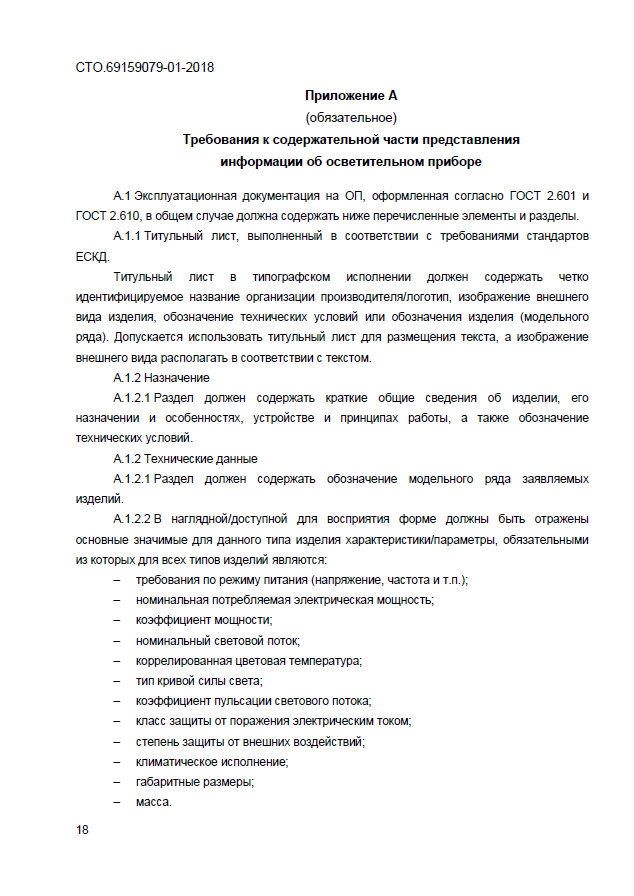 СТО.69159079-01-2018
Приложение А
(обязательное)
Требования к содержательной части представления
информации об осветительном приборе
А.1 Эксплуатационная документация на ОП, оформленная согласно ГОСТ 2.601 и
ГОСТ 2.610, в общем случае должна содержать ниже перечисленные элементы и разделы.
А.1.1 Титульный лист, выполненный в соответствии с требованиями стандартов
ЕСКД.
Титульный лист в типографском исполнении должен содержать четко
идентифицируемое название организации производителя/логотип, изображение внешнего
вида изделия, обозначение технических условий или обозначения изделия (модельного
ряда). Допускается использовать титульный лист для размещения текста, а изображение
внешнего вида располагать в соответствии с текстом.
А.1.2 Назначение
А.1.2.1 Раздел должен содержать краткие общие сведения об изделии, его
назначении и особенностях, устройстве и принципах работы, а также обозначение
технических условий.
А.1.2 Технические данные
А.1.2.1 Раздел должен содержать обозначение модельного ряда заявляемых
изделий.
А.1.2.2 В наглядной/доступной для восприятия форме должны быть отражены
основные значимые для данного типа изделия характеристики/параметры, обязательными
из которых для всех типов изделий являются:
– требования по режиму питания (напряжение, частота и т.п.);
– номинальная потребляемая электрическая мощность;
– коэффициент мощности;
– номинальный световой поток;
– коррелированная цветовая температура;
– тип кривой силы света;
– коэффициент пульсации светового потока;
– класс защиты от поражения электрическим током;
– степень защиты от внешних воздействий;
– климатическое исполнение;
– габаритные размеры;
– масса.
18